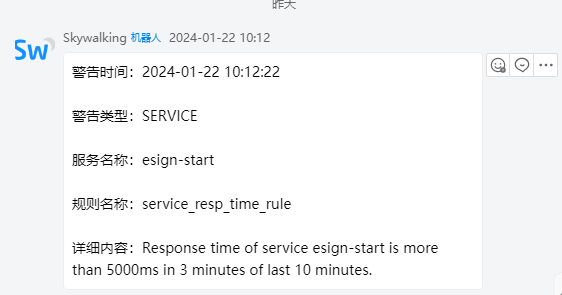 昨天
Sw
Skywalking 机器人 2024-01-22 10:12
警告时间：2024-01-22 10:12:22
警告类型：SERVICE
服务名称：esign-start
规则名称：service_resp_time_rule
详细内容：Response time of service esign-start is more
than 5000ms in 3 minutes of last 10 minutes.